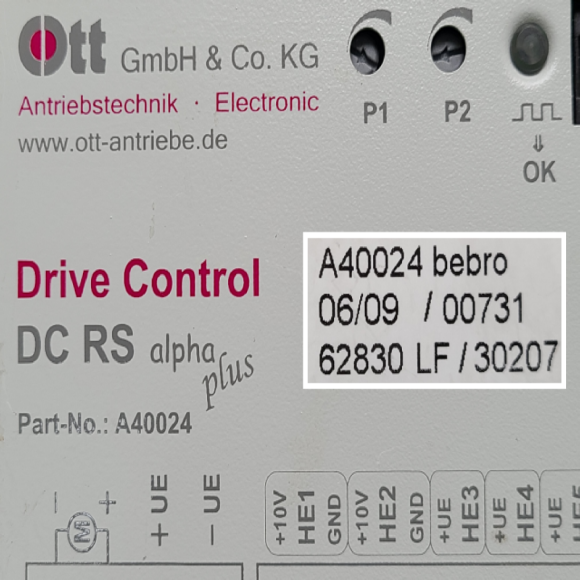 Ott GmbH & Co. KG
Antriebstechnik · Electronic
www.ott-antriebe.de
P1
P2
⇓
OK
Drive Control
DC RS alpha plus
Part-No.: A40024
A40024 bebro
06/09 / 00731
62830 LF / 30207
− M +
+ UE
− UE
+10V
HE1
GND
+10V
HE2
GND
+UE
HE3
+UE
HE4
+UE